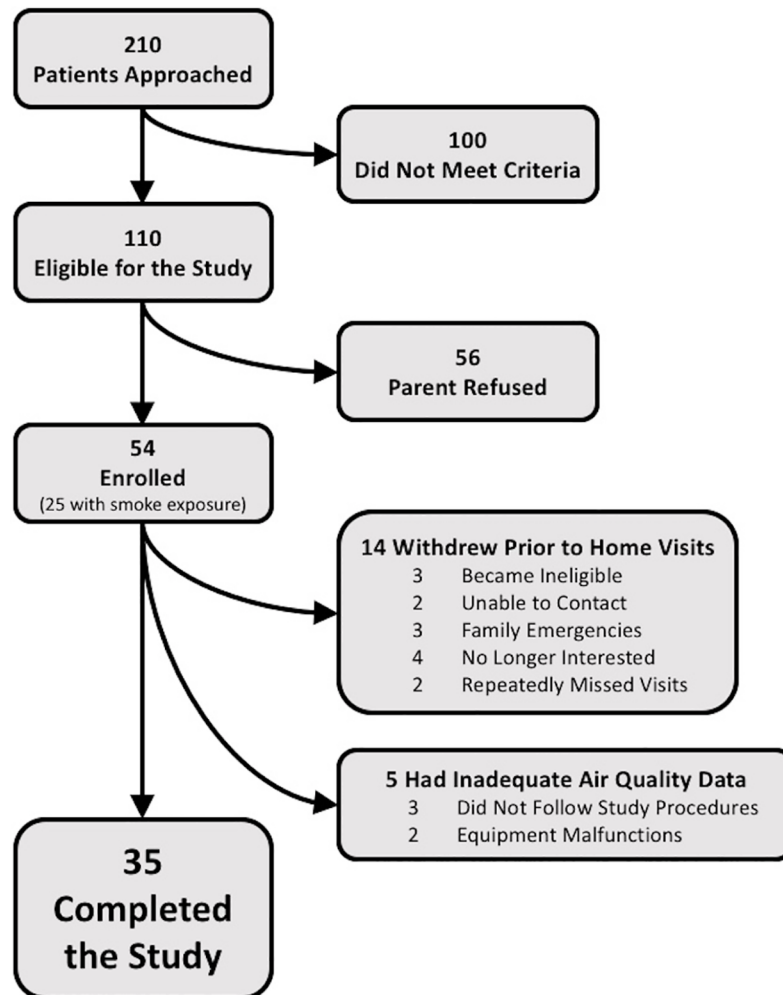 210
Patients Approached
100
Did Not Meet Criteria
110
Eligible for the Study
56
Parent Refused
54
Enrolled
(25 with smoke exposure)
14 Withdrew Prior to Home Visits
3 Became Ineligible
2 Unable to Contact
3 Family Emergencies
4 No Longer Interested
2 Repeatedly Missed Visits
5 Had Inadequate Air Quality Data
3 Did Not Follow Study Procedures
2 Equipment Malfunctions
35
Completed
the Study